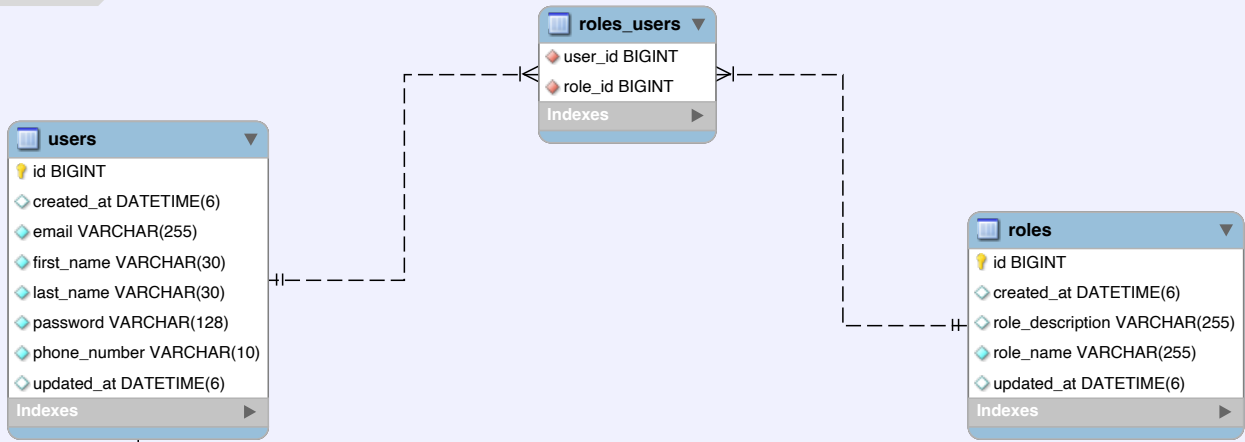 roles_users
user_id BIGINT
role_id BIGINT
Indexes
users
id BIGINT
created_at DATETIME(6)
email VARCHAR(255)
first_name VARCHAR(30)
last_name VARCHAR(30)
password VARCHAR(128)
phone_number VARCHAR(10)
updated_at DATETIME(6)
Indexes
roles
id BIGINT
created_at DATETIME(6)
role_description VARCHAR(255)
role_name VARCHAR(255)
updated_at DATETIME(6)
Indexes